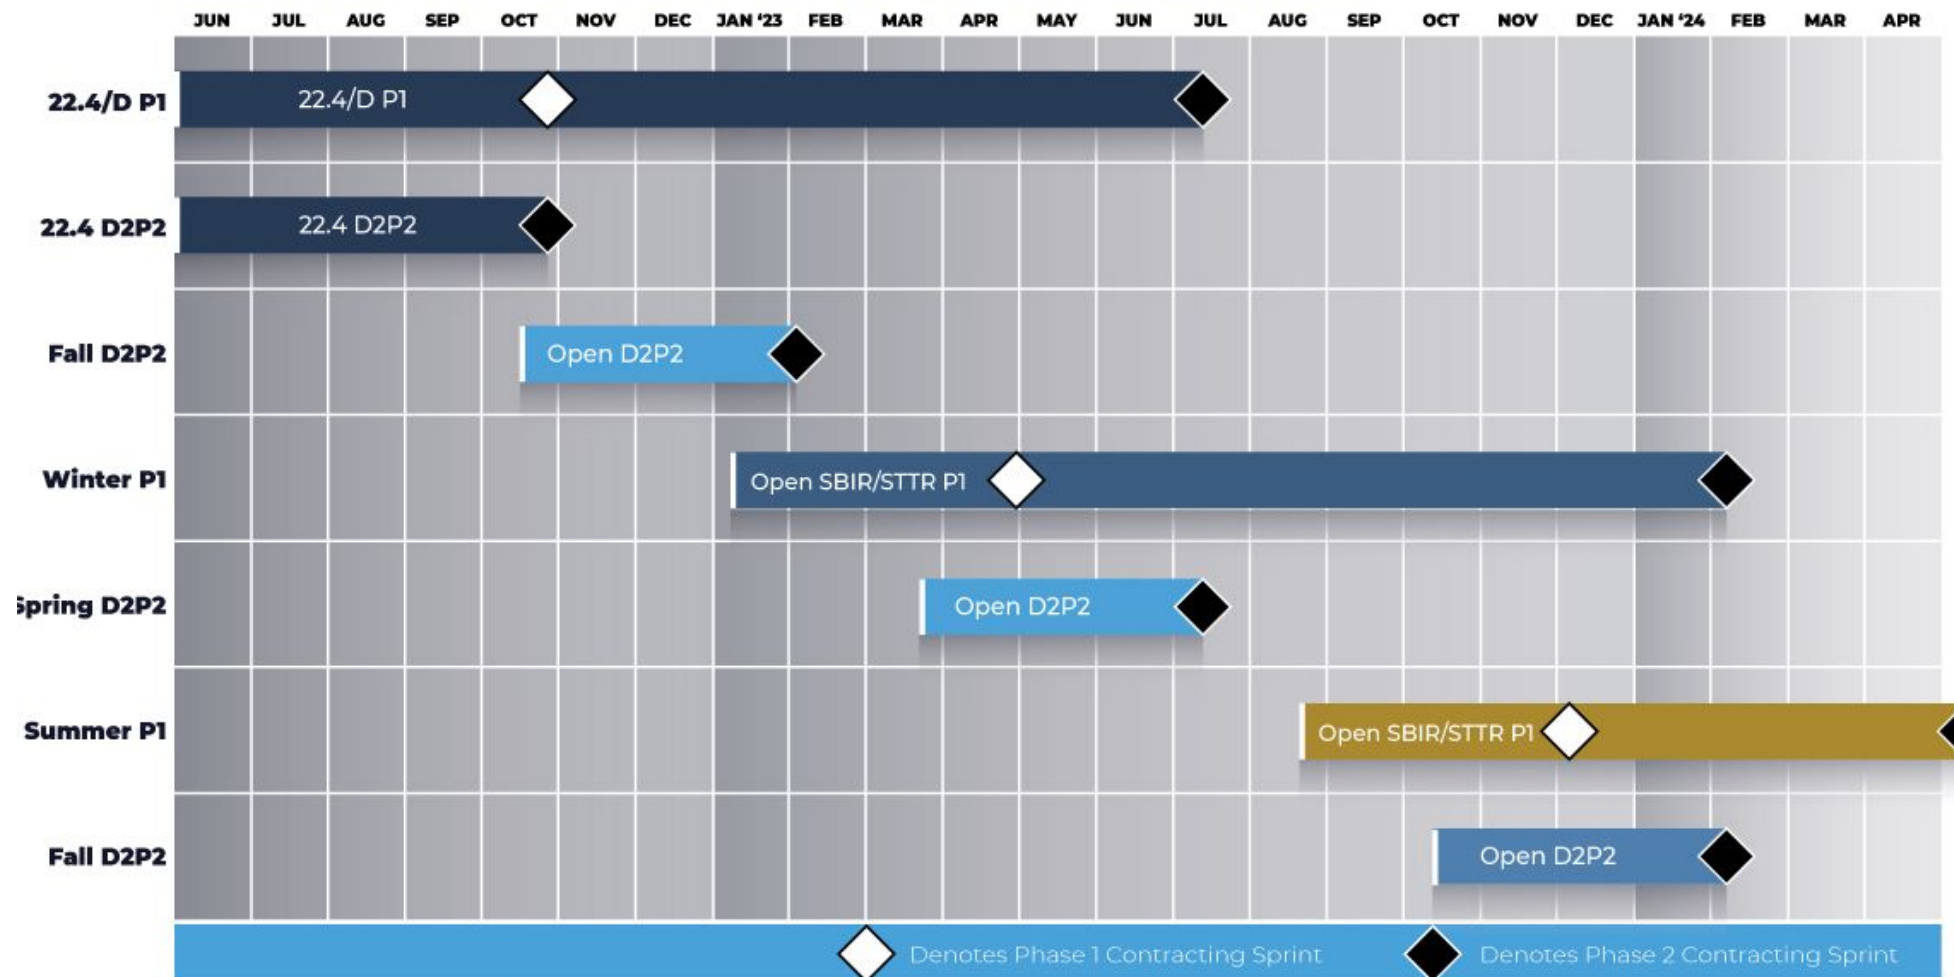 JUN JUL AUG SEP OCT NOV DEC JAN ‘23 FEB MAR APR MAY JUN JUL AUG SEP OCT NOV DEC JAN ‘24 FEB MAR APR
22.4/D P1 22.4/D P1
22.4 D2P2 22.4 D2P2
Fall D2P2 Open D2P2
Winter P1 Open SBIR/STTR P1
Spring D2P2 Open D2P2
Summer P1 Open SBIR/STTR P1
Fall D2P2 Open D2P2
Denotes Phase 1 Contracting Sprint Denotes Phase 2 Contracting Sprint